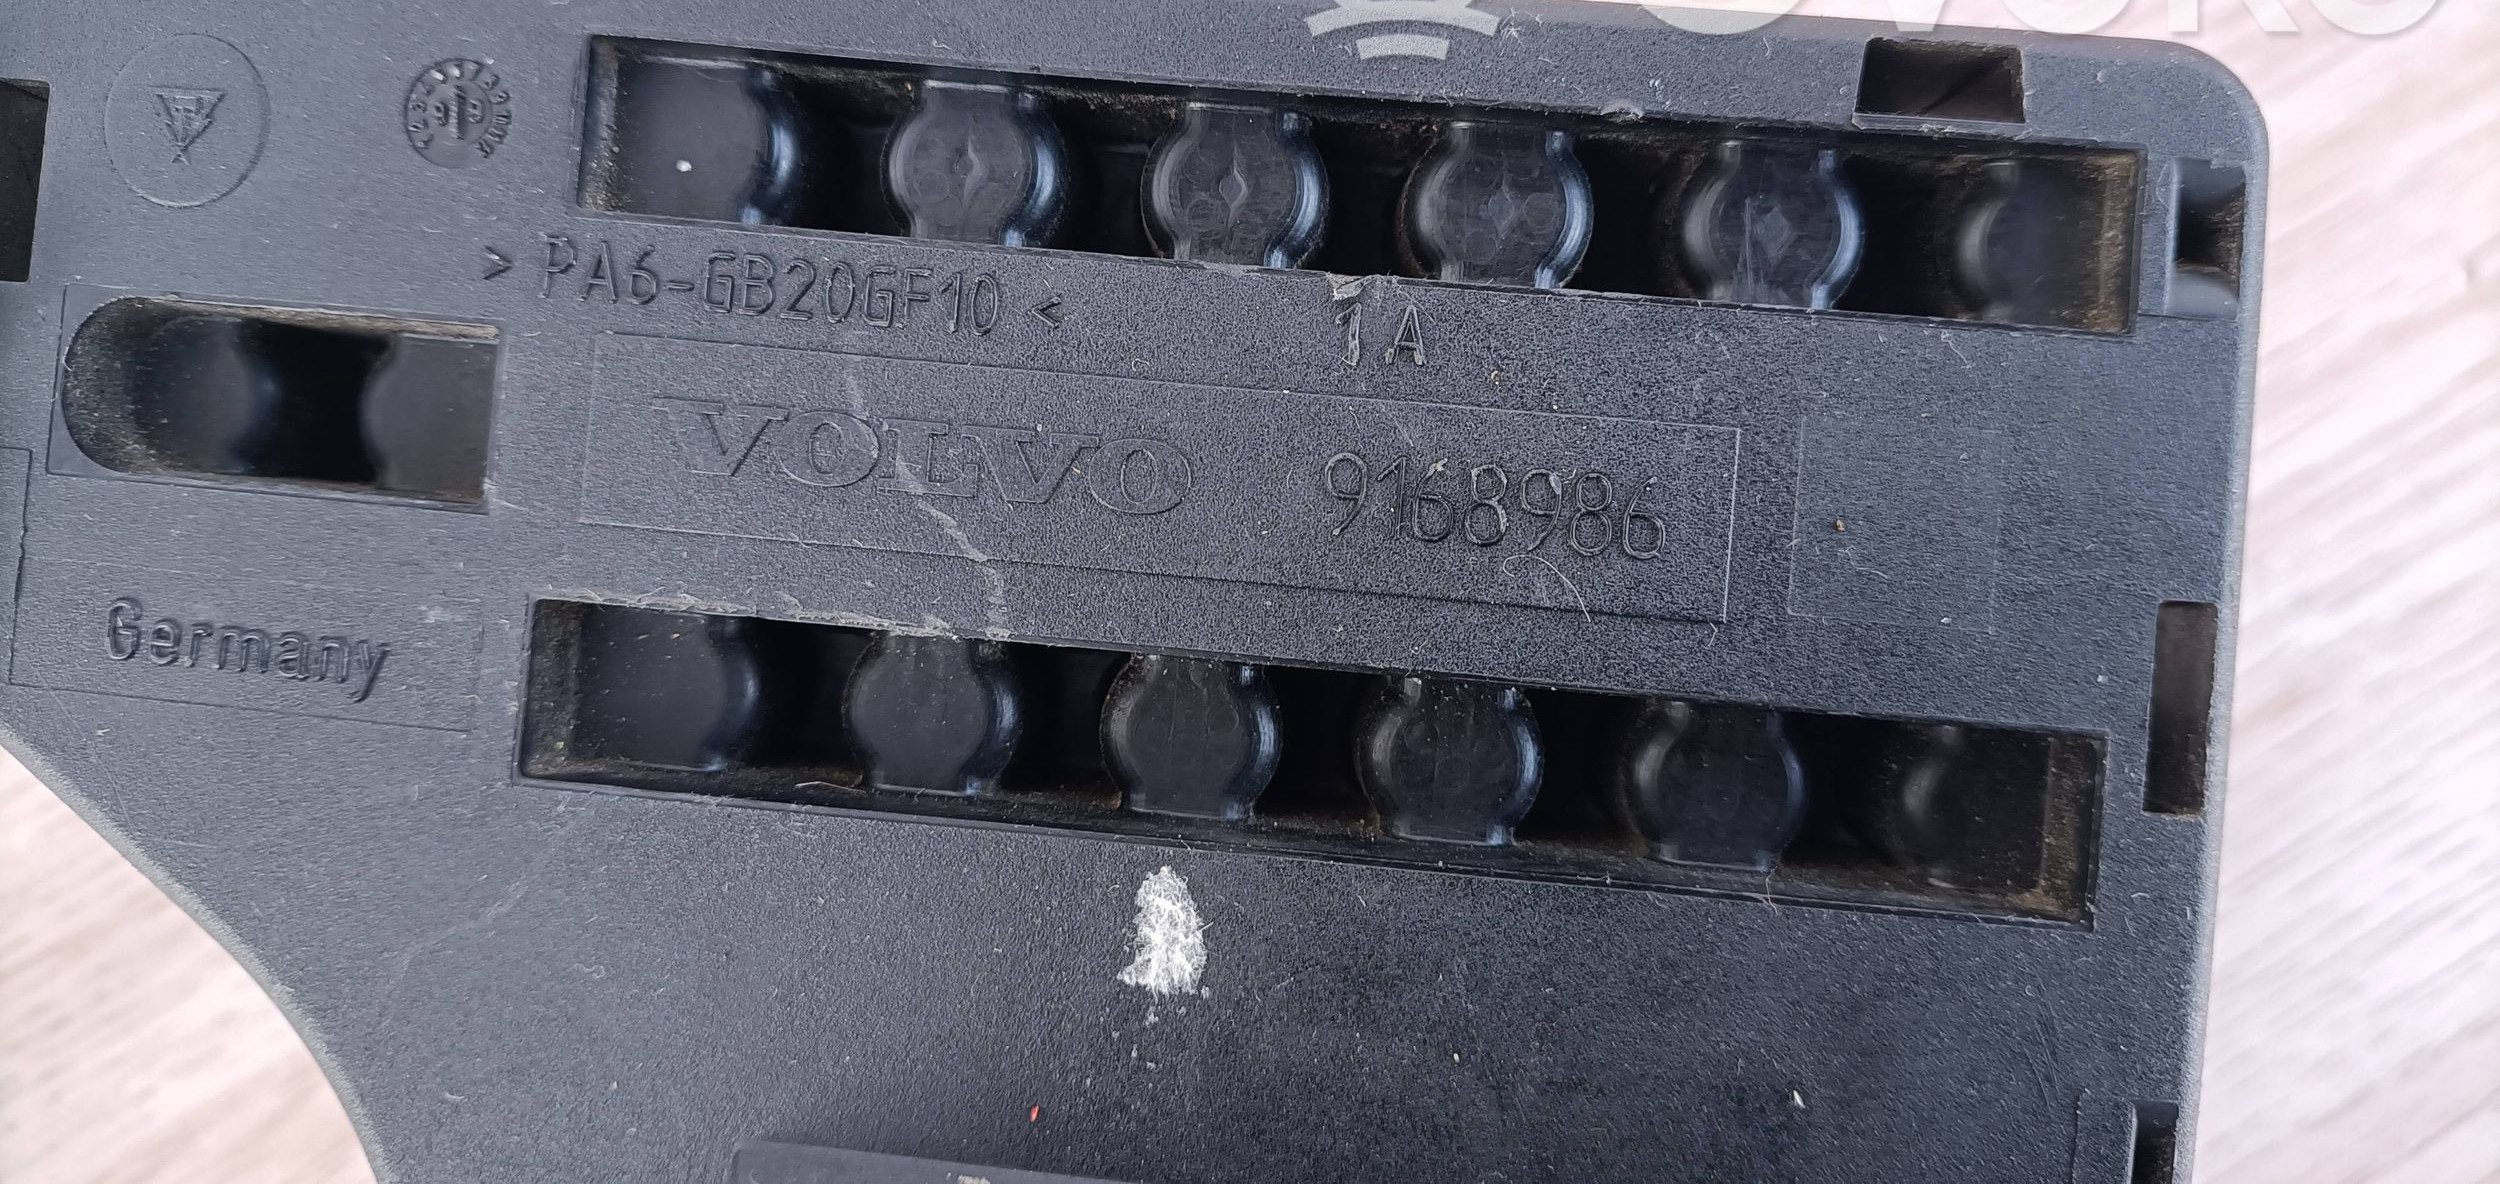 > PA6-GB20GF10 <
1A
VOLVO 9168986
Germany